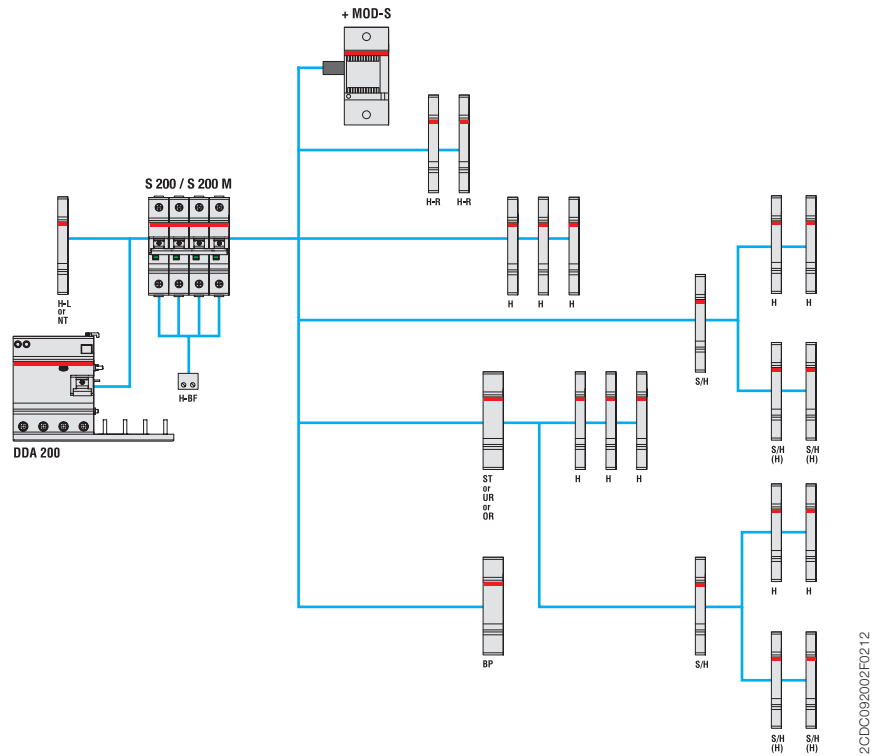 + MOD-S
H-R
H-R
S 200 / S 200 M
H-L
or
NT
H
H
H
H
H
H-BF
S/H
DDA 200
S/H
(H)
S/H
(H)
ST
or
UR
or
OR
H
H
H
H
H
BP
S/H
S/H
(H)
S/H
(H)
2CDC092002F0212